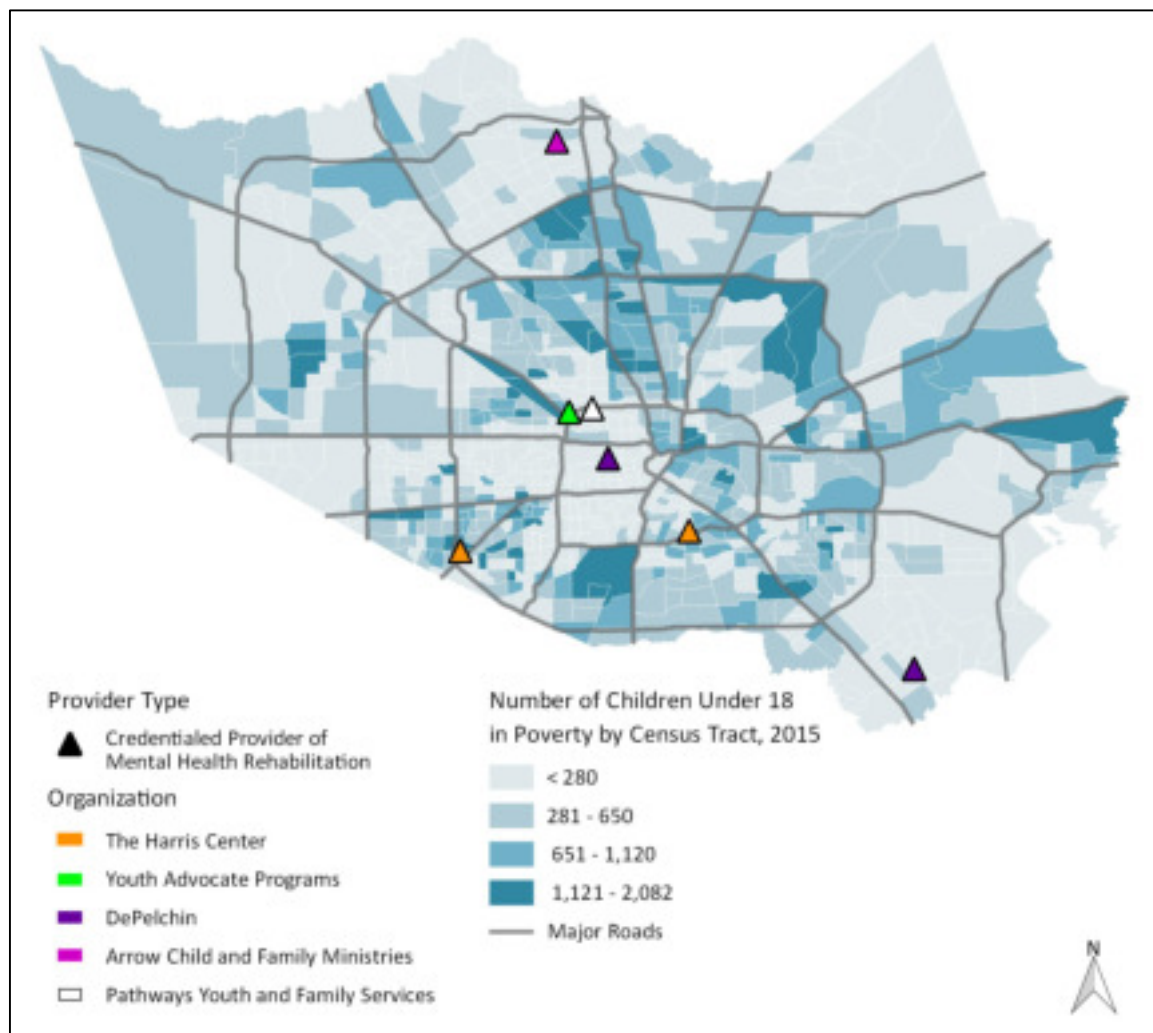 Provider Type
Credentialed Provider of
Mental Health Rehabilitation
Organization
The Harris Center
Youth Advocate Programs
DePelchin
Arrow Child and Family Ministries
Pathways Youth and Family Services
Number of Children Under 18
in Poverty by Census Tract, 2015
< 280
281 - 650
651 - 1,120
1,121 - 2,082
Major Roads
N